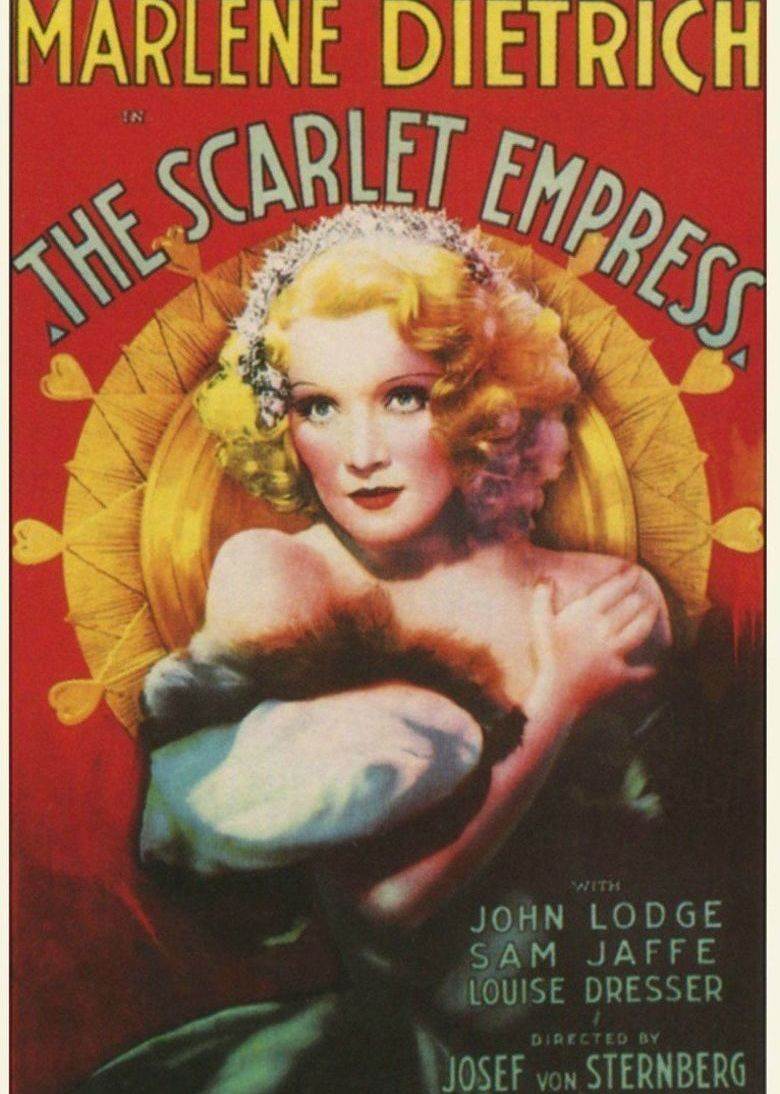 MARLENE DIETRICH
IN
THE SCARLET EMPRESS
WITH
JOHN LODGE
SAM JAFFE
LOUISE DRESSER
DIRECTED BY
JOSEF VON STERNBERG